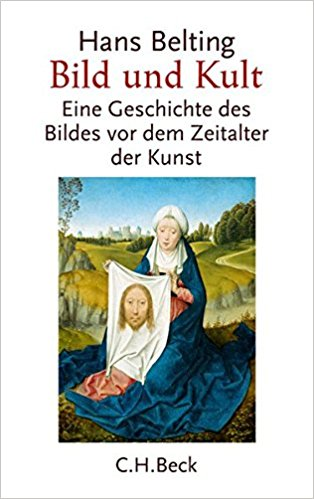 Hans Belting
Bild und Kult
Eine Geschichte des
Bildes vor dem Zeitalter
der Kunst
C.H.Beck